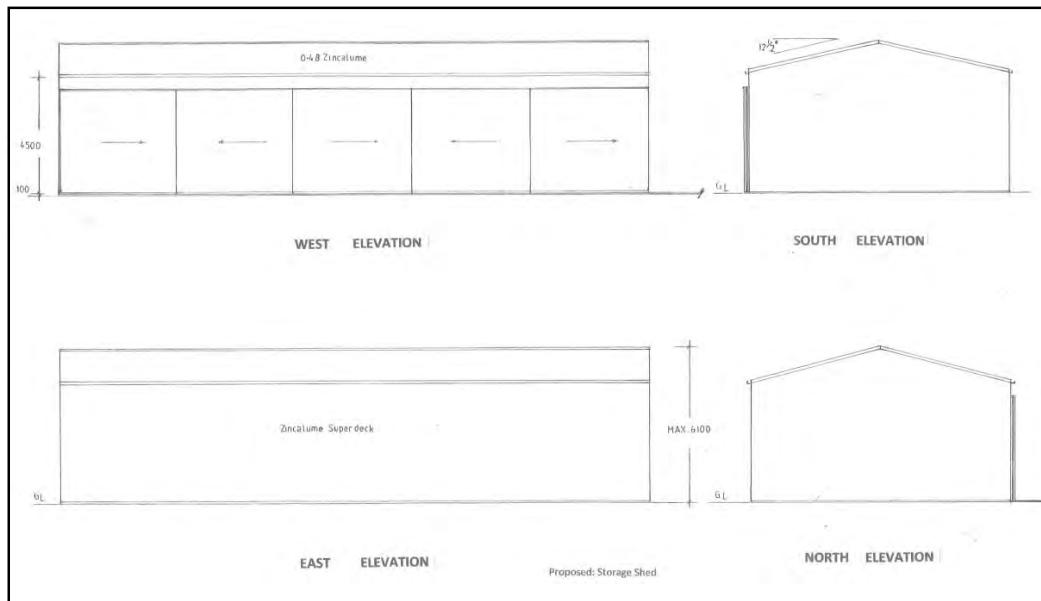 0-48 Zincalume
12½°
4500
100
GL
WEST ELEVATION
SOUTH ELEVATION
Zincalume Superdeck
MAX. 6100
GL
GL
EAST ELEVATION
NORTH ELEVATION
Proposed: Storage Shed